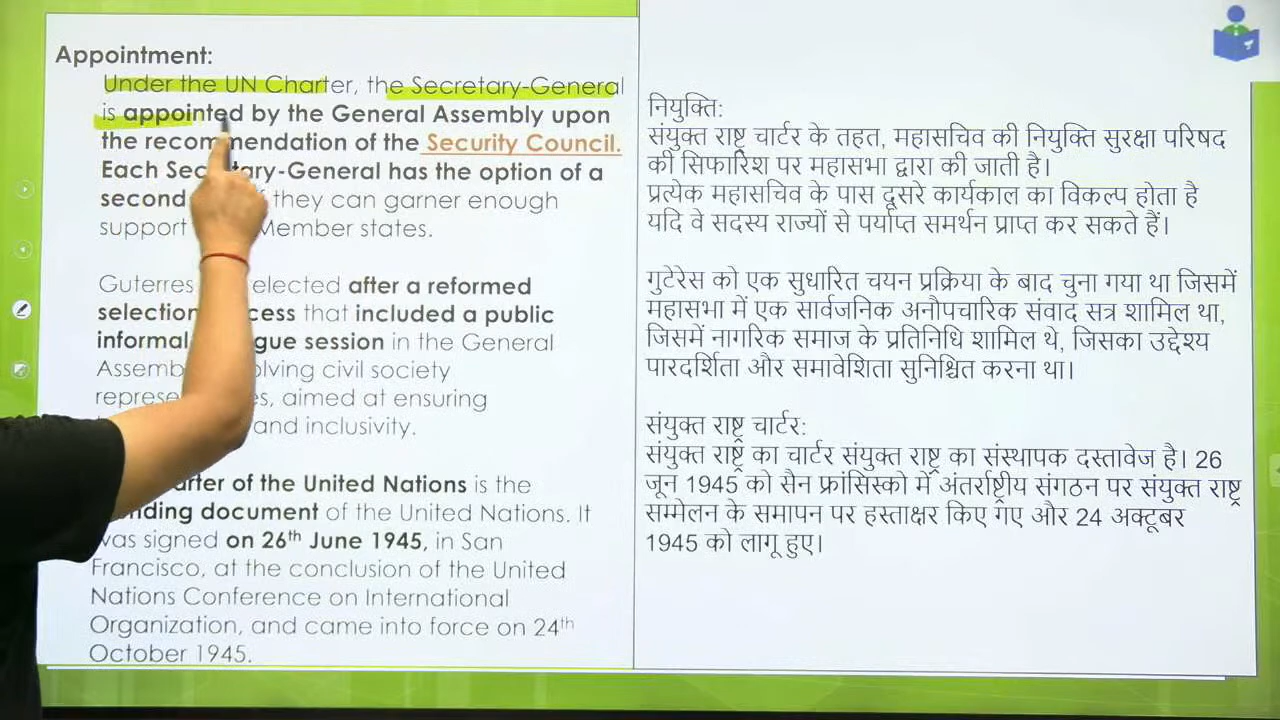 Appointment:
Under the UN Charter, the Secretary-General
is appointed by the General Assembly upon
the recommendation of the Security Council.
Each Sec tary-General has the option of a
second they can garner enough
support Member states.
Guterres elected after a reformed
selection cess that included a public
informal gue session in the General
Assemb olving civil society
represe s, aimed at ensuring
and inclusivity.
rter of the United Nations is the
nding document of the United Nations. It
was signed on 26th June 1945, in San
Francisco, at the conclusion of the United
Nations Conference on International
Organization, and came into force on 24th
October 1945.
नियुक्ति:
संयुक्त राष्ट्र चार्टर के तहत, महासचिव की नियुक्ति सुरक्षा परिषद
की सिफारिश पर महासभा द्वारा की जाती है।
प्रत्येक महासचिव के पास दूसरे कार्यकाल का विकल्प होता है
यदि वे सदस्य राज्यों से पर्याप्त समर्थन प्राप्त कर सकते हैं।
गुटेरेस को एक सुधारित चयन प्रक्रिया के बाद चुना गया था जिसमें
महासभा में एक सार्वजनिक अनौपचारिक संवाद सत्र शामिल था,
जिसमें नागरिक समाज के प्रतिनिधि शामिल थे, जिसका उद्देश्य
पारदर्शिता और समावेशिता सुनिश्चित करना था।
संयुक्त राष्ट्र चार्टर:
संयुक्त राष्ट्र का चार्टर संयुक्त राष्ट्र का संस्थापक दस्तावेज है। 26
जून 1945 को सैन फ्रांसिस्को में अंतर्राष्ट्रीय संगठन पर संयुक्त राष्ट्र
सम्मेलन के समापन पर हस्ताक्षर किए गए और 24 अक्टूबर
1945 को लागू हुए।